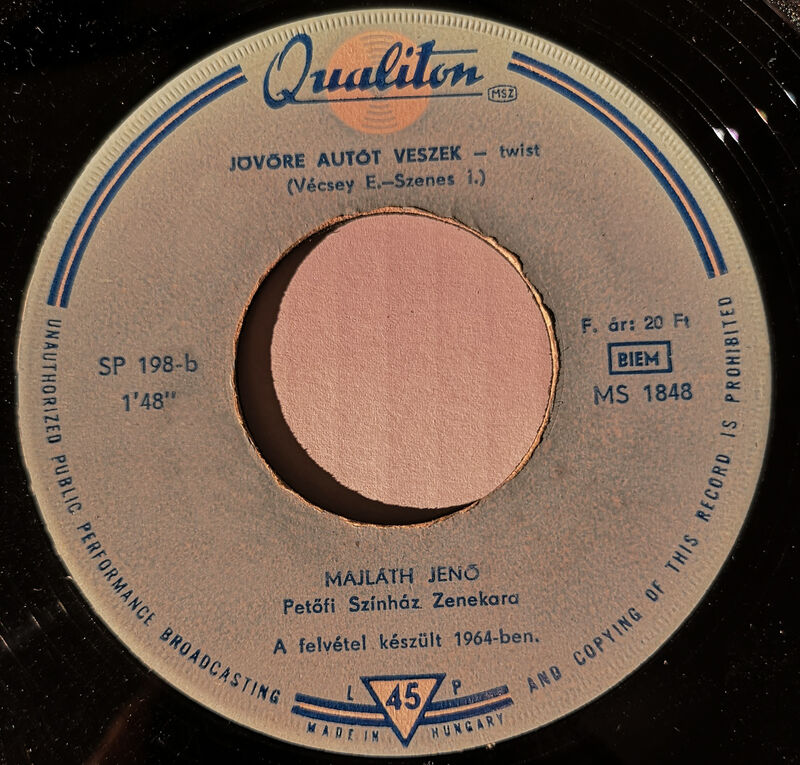 Qualiton
MSZ
JÖVŐRE AUTÓT VESZEK – twist
(Vécsey E.–Szenes I.)
SP 198-b
1'48"
F. ár: 20 Ft
BIEM
MS 1848
MAJLÁTH JENŐ
Petőfi Színház Zenekara
A felvétel készült 1964-ben.
L 45 P
MADE IN HUNGARY
UNAUTHORIZED PUBLIC PERFORMANCE BROADCASTING AND COPYING OF THIS RECORD IS PROHIBITED